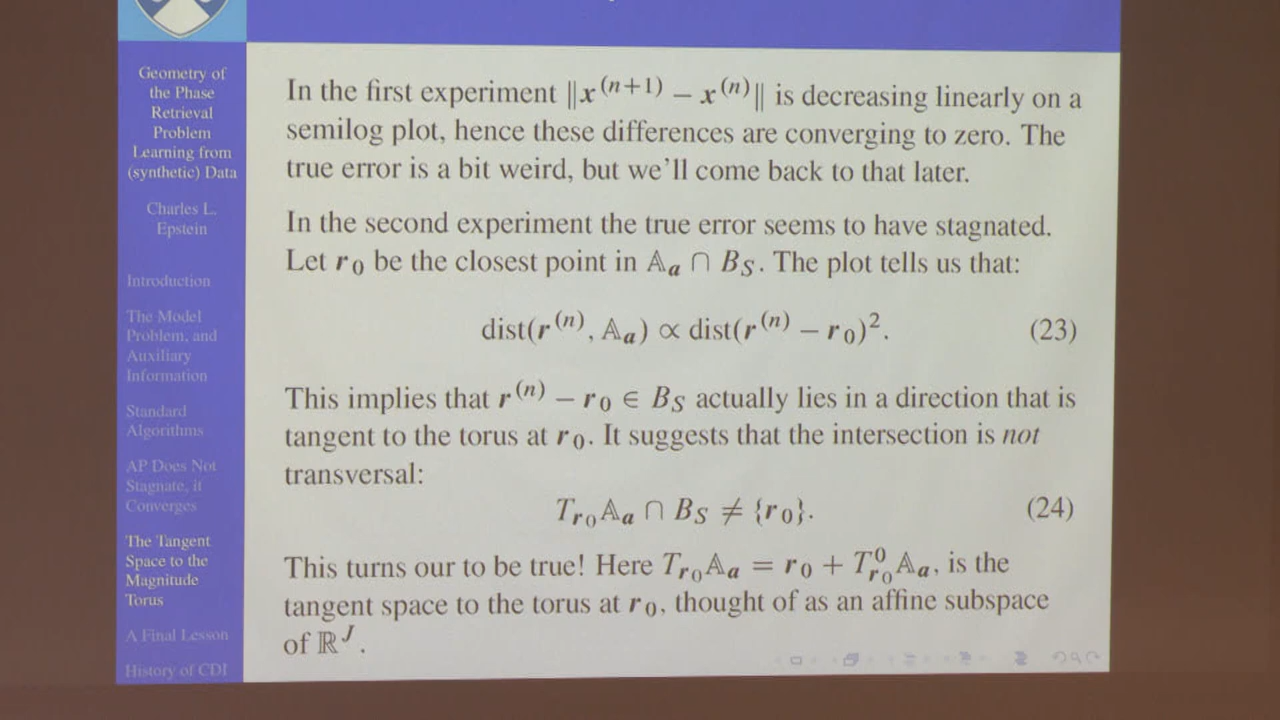 Geometry of
the Phase
Retrieval
Problem
Learning from
(synthetic) Data
Charles L.
Epstein
Introduction
The Model
Problem, and
Auxiliary
Information
Standard
Algorithms
AP Does Not
Stagnate, it
Converges
The Tangent
Space to the
Magnitude
Torus
A Final Lesson
History of CDI
In the first experiment ‖x⁽ⁿ⁺¹⁾ − x⁽ⁿ⁾‖ is decreasing linearly on a
semilog plot, hence these differences are converging to zero. The
true error is a bit weird, but we'll come back to that later.
In the second experiment the true error seems to have stagnated.
Let r₀ be the closest point in 𝔸ₐ ∩ B_S. The plot tells us that:
dist(r⁽ⁿ⁾, 𝔸ₐ) ∝ dist(r⁽ⁿ⁾ − r₀)². (23)
This implies that r⁽ⁿ⁾ − r₀ ∈ B_S actually lies in a direction that is
tangent to the torus at r₀. It suggests that the intersection is not
transversal:
T_{r₀}𝔸ₐ ∩ B_S ≠ {r₀}. (24)
This turns our to be true! Here T_{r₀}𝔸ₐ = r₀ + T⁰_{r₀}𝔸ₐ, is the
tangent space to the torus at r₀, thought of as an affine subspace
of ℝᴶ.